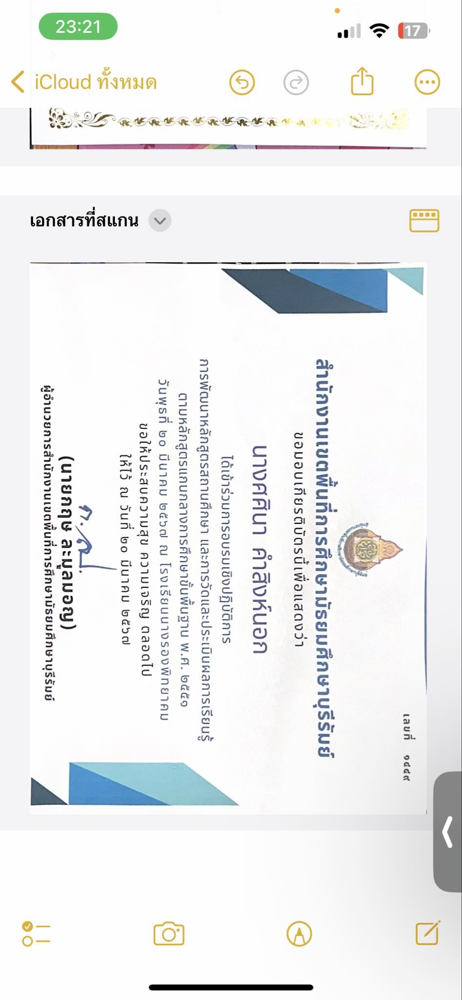 23:21
17
iCloud ทั้งหมด
เอกสารที่สแกน
เลขที่ ๑๔๔๙
สำนักงานเขตพื้นที่การศึกษามัธยมศึกษาบุรีรัมย์
ขอมอบเกียรติบัตรนี้เพื่อแสดงว่า
นางศศินา คำสิงห์นอก
ได้เข้าร่วมการอบรมเชิงปฏิบัติการ
การพัฒนาหลักสูตรสถานศึกษา และการวัดและประเมินผลการเรียนรู้
ตามหลักสูตรแกนกลางการศึกษาขั้นพื้นฐาน พ.ศ. ๒๕๕๑
วันพุธที่ ๒๐ มีนาคม ๒๕๖๗ ณ โรงเรียนนางรองพิทยาคม
ขอให้ประสบความสุข ความเจริญ ตลอดไป
ให้ไว้ ณ วันที่ ๒๐ มีนาคม ๒๕๖๗
(นายกฤษ ละมูลมอญ)
ผู้อำนวยการสำนักงานเขตพื้นที่การศึกษามัธยมศึกษาบุรีรัมย์